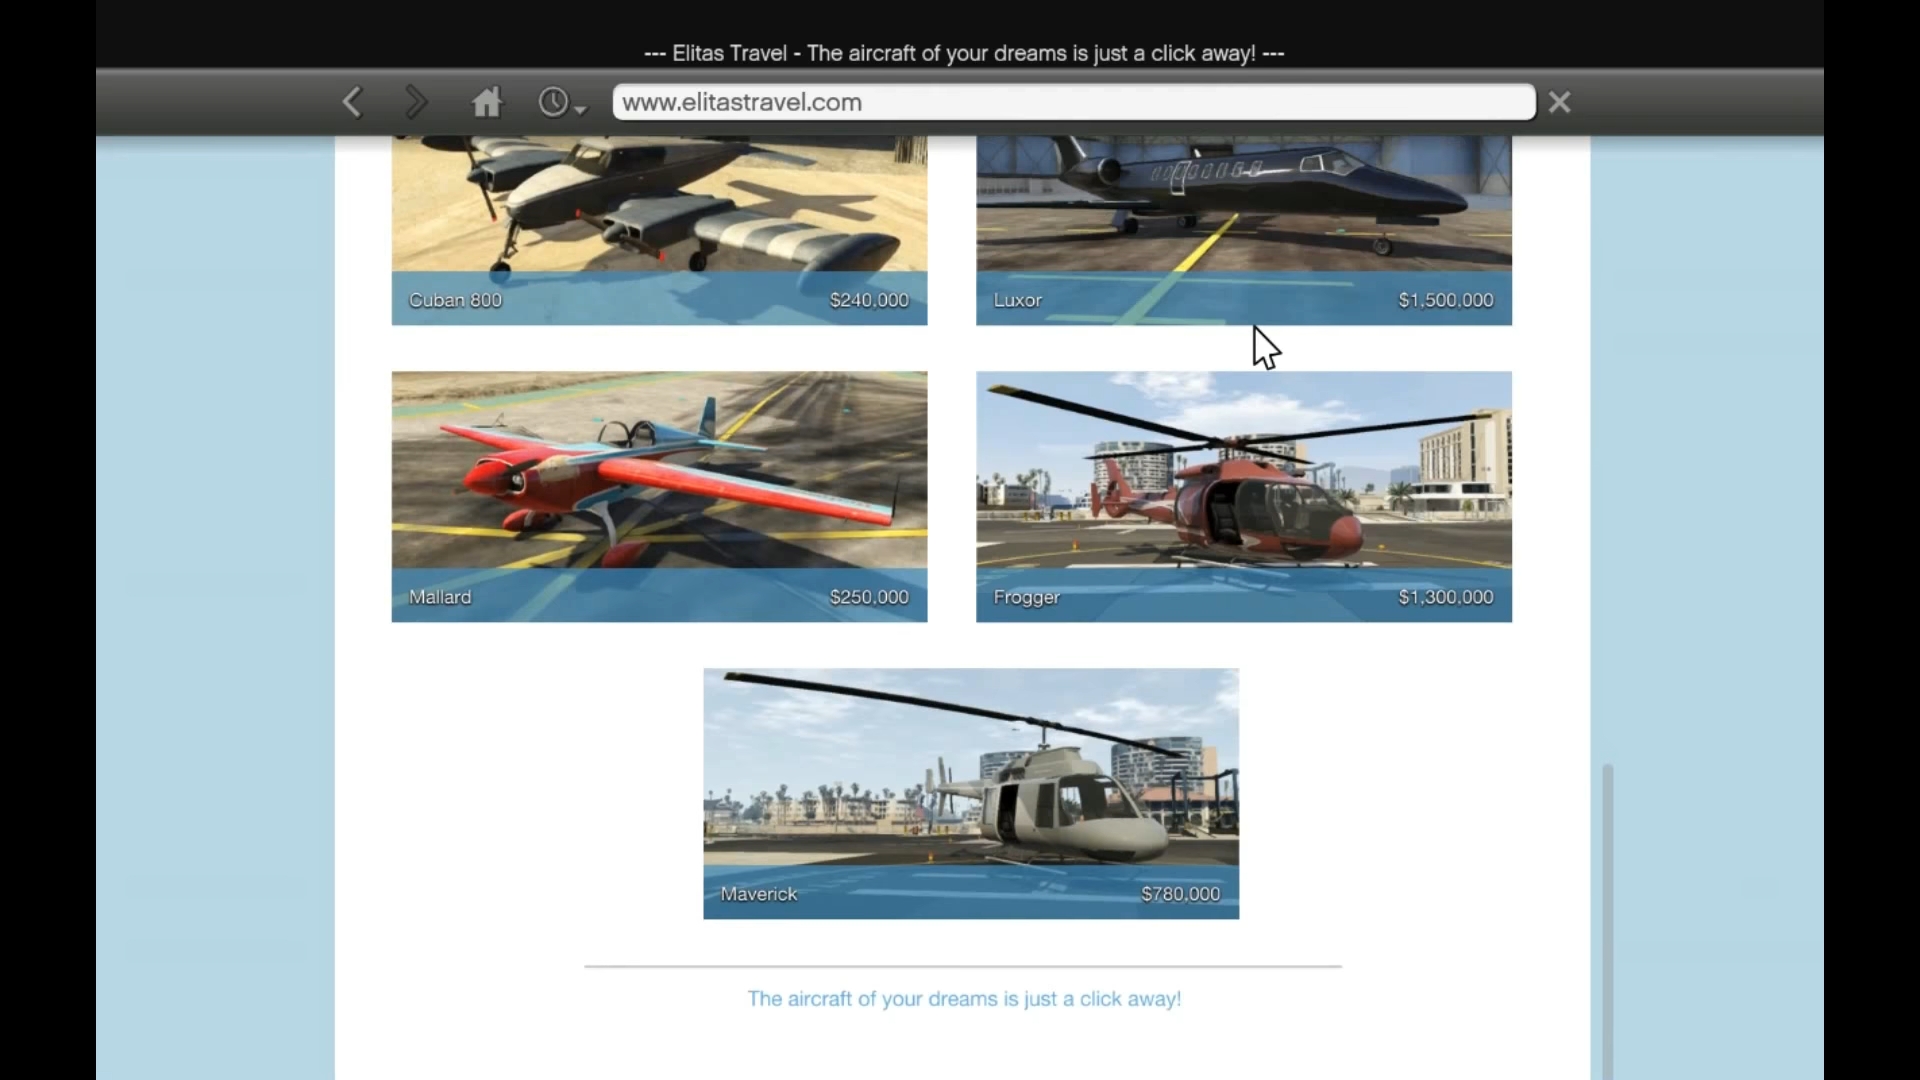 --- Elitas Travel - The aircraft of your dreams is just a click away! ---
www.elitastravel.com
Cuban 800 $240,000
Luxor $1,500,000
Mallard $250,000
Frogger $1,300,000
Maverick $780,000
The aircraft of your dreams is just a click away!